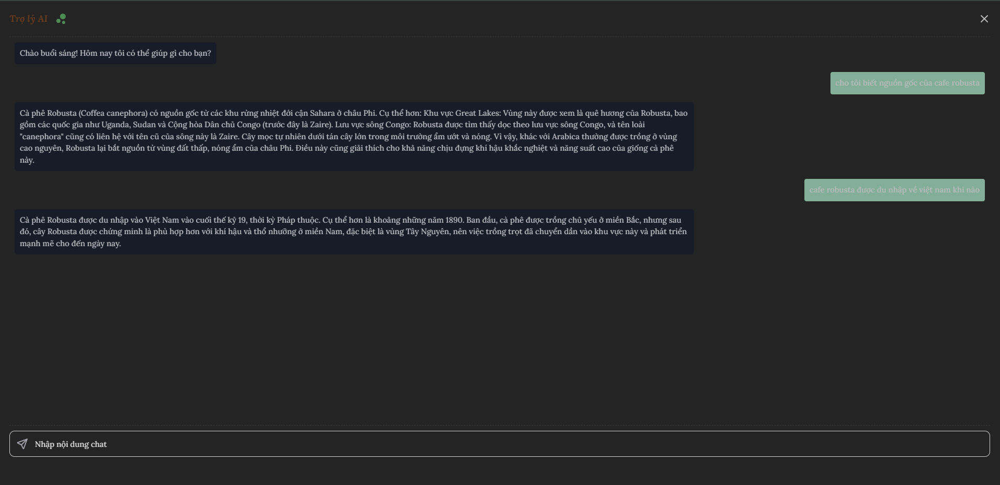 Trợ lý AI
Chào buổi sáng! Hôm nay tôi có thể giúp gì cho bạn?
cho tôi biết nguồn gốc của cafe robusta
Cà phê Robusta (Coffea canephora) có nguồn gốc từ các khu rừng nhiệt đới cận Sahara ở châu Phi. Cụ thể hơn: Khu vực Great Lakes: Vùng này được xem là quê hương của Robusta, bao
gồm các quốc gia như Uganda, Sudan và Cộng hòa Dân chủ Congo (trước đây là Zaire). Lưu vực sông Congo: Robusta được tìm thấy dọc theo lưu vực sông Congo, và tên loài
"canephora" cũng có liên hệ với tên cũ của sông này là Zaire. Cây mọc tự nhiên dưới tán cây lớn trong môi trường ẩm ướt và nóng. Vì vậy, khác với Arabica thường được trồng ở vùng
cao nguyên, Robusta lại bắt nguồn từ vùng đất thấp, nóng ẩm của châu Phi. Điều này cũng giải thích cho khả năng chịu đựng khí hậu khắc nghiệt và năng suất cao của giống cà phê
này.
cafe robusta được du nhập về việt nam khi nào
Cà phê Robusta được du nhập vào Việt Nam vào cuối thế kỷ 19, thời kỳ Pháp thuộc. Cụ thể hơn là khoảng những năm 1890. Ban đầu, cà phê được trồng chủ yếu ở miền Bắc, nhưng sau
đó, cây Robusta được chứng minh là phù hợp hơn với khí hậu và thổ nhưỡng ở miền Nam, đặc biệt là vùng Tây Nguyên, nên việc trồng trọt đã chuyển dần vào khu vực này và phát triển
mạnh mẽ cho đến ngày nay.
Nhập nội dung chat